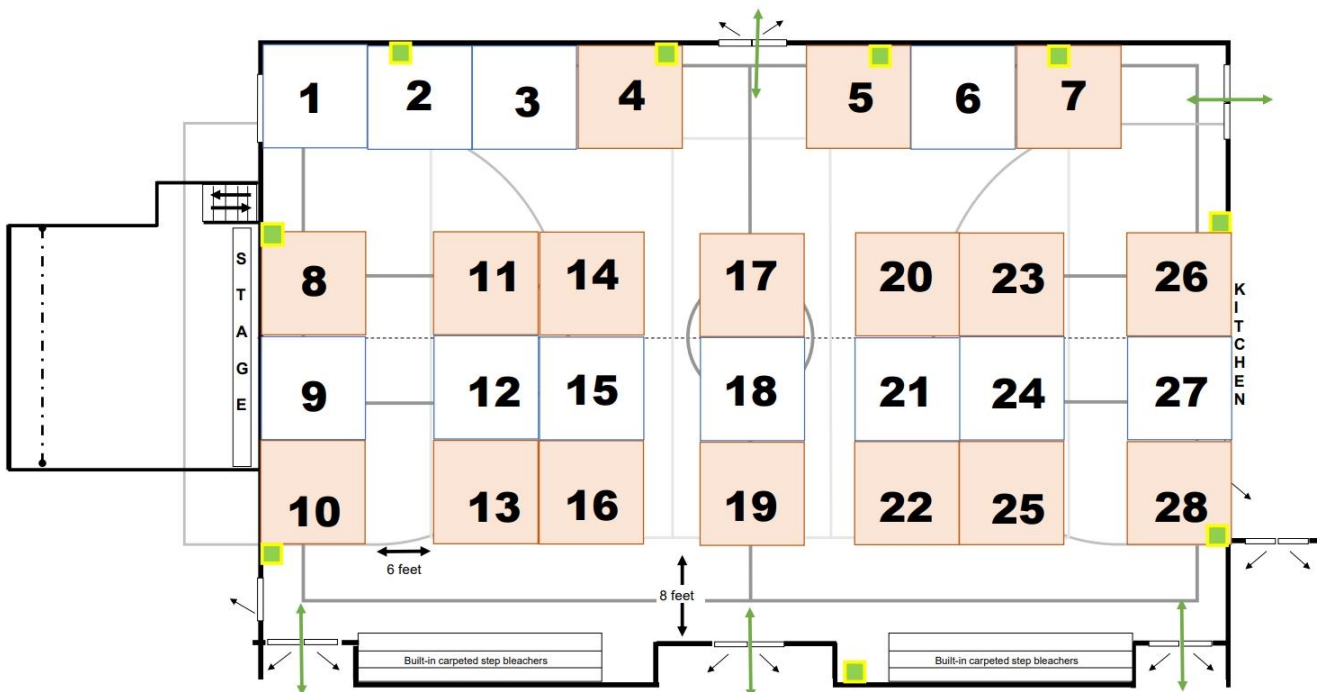 1 2 3 4 5 6 7
S
T
A
G
E
8 11 14 17 20 23 26
9 12 15 18 21 24 27
10 13 16 19 22 25 28
K
I
T
C
H
E
N
6 feet
8 feet
Built-in carpeted step bleachers
Built-in carpeted step bleachers